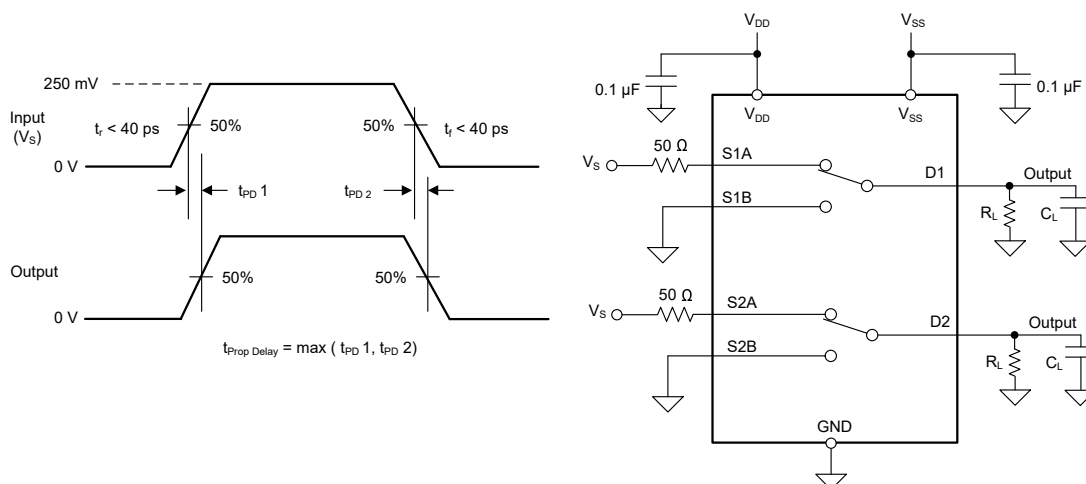 250 mV
Input
(VS)
tr < 40 ps
50%
50%
tf < 40 ps
0 V
tPD 1
tPD 2
Output
50%
50%
0 V
tProp Delay = max ( tPD 1, tPD 2)
VDD
VSS
0.1 µF
0.1 µF
VDD
VSS
VS
50 Ω
S1A
D1
Output
S1B
RL
CL
VS
50 Ω
S2A
D2
Output
S2B
RL
CL
GND